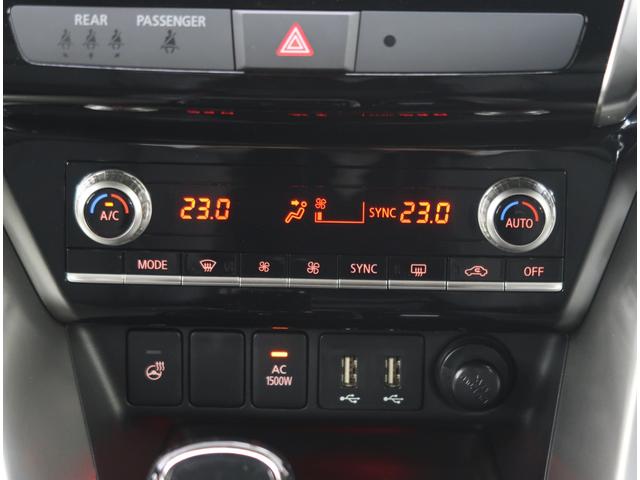 REAR PASSENGER
A/C 23.0 SYNC 23.0 AUTO
MODE SYNC OFF
AC
1500W